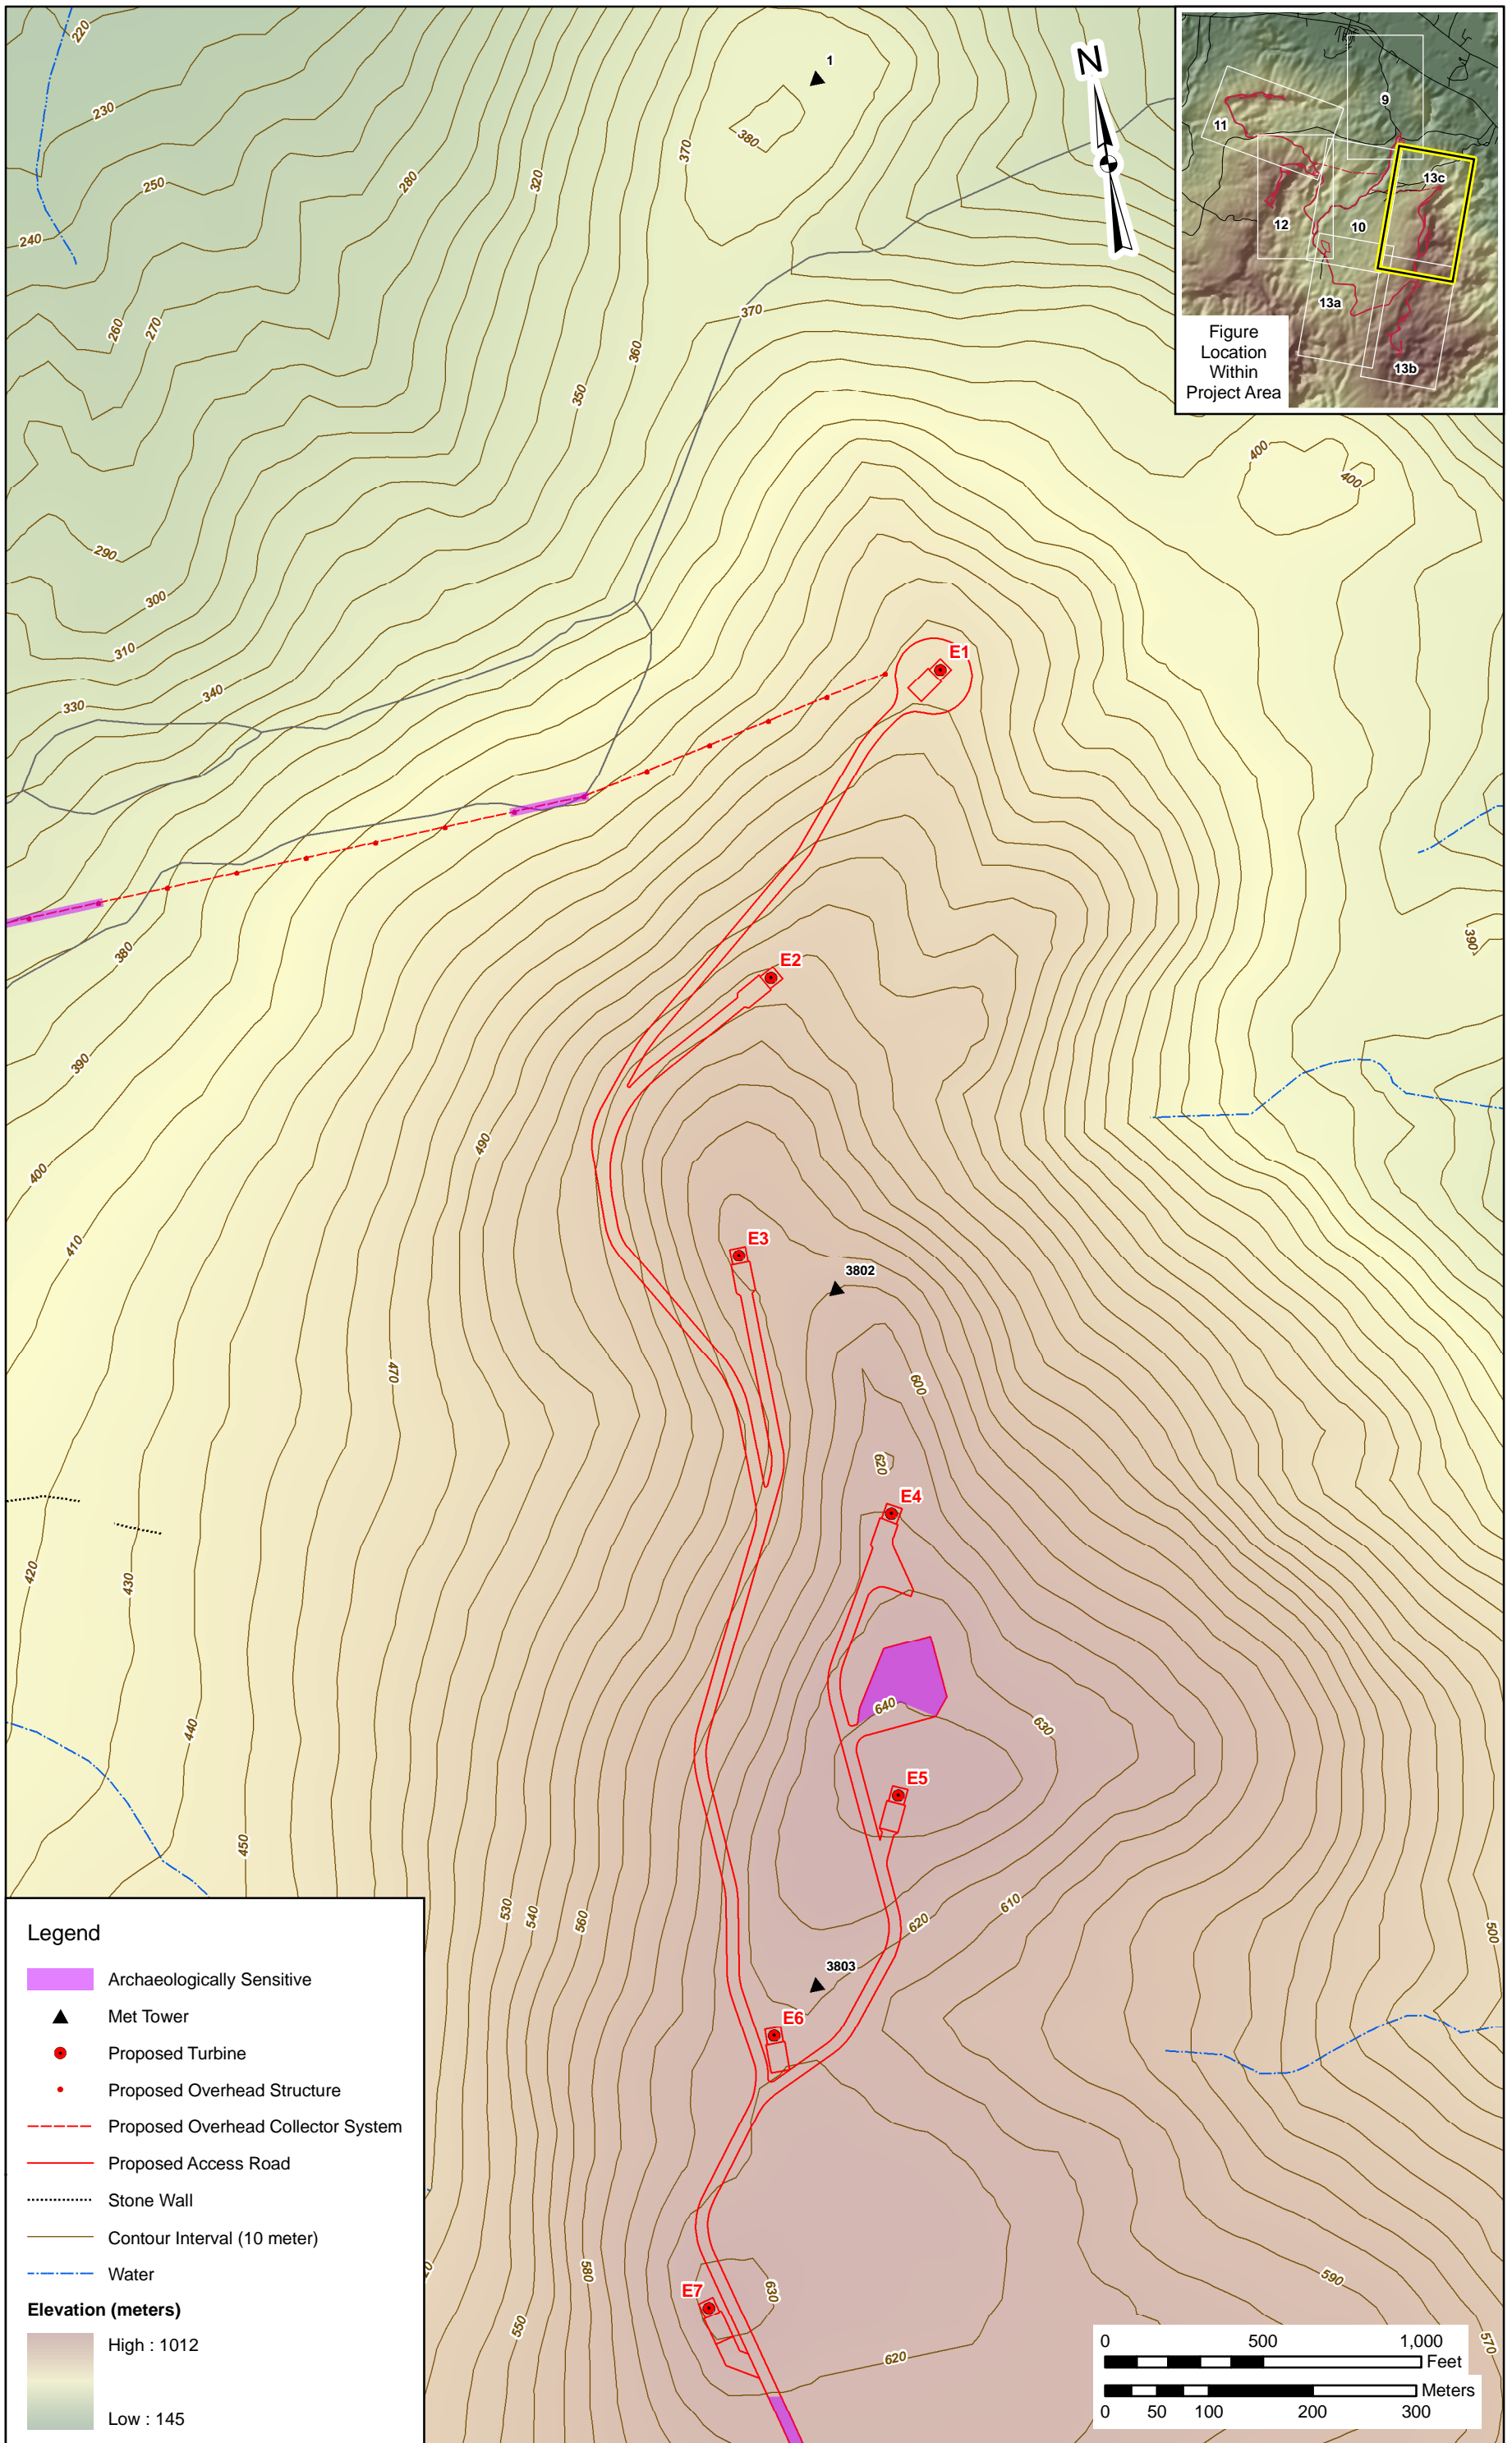 220
1
N
230
380
370
9
11
250
280
320
13c
12
10
240
13a
370
Figure
Location
Within
Project Area
13b
260
270
360
350
400
400
290
300
310
E1
340
330
380
390
E2
390
490
400
410
E3
3802
470
600
620
E4
420
430
640
630
440
E5
450
530
540
560
620
610
500
3803
E6
Legend
Archaeologically Sensitive
Met Tower
Proposed Turbine
Proposed Overhead Structure
Proposed Overhead Collector System
Proposed Access Road
Stone Wall
Contour Interval (10 meter)
Water
Elevation (meters)
High : 1012
Low : 145
580
E7
630
590
550
620
570
0 500 1,000
Feet
Meters
0 50 100 200 300